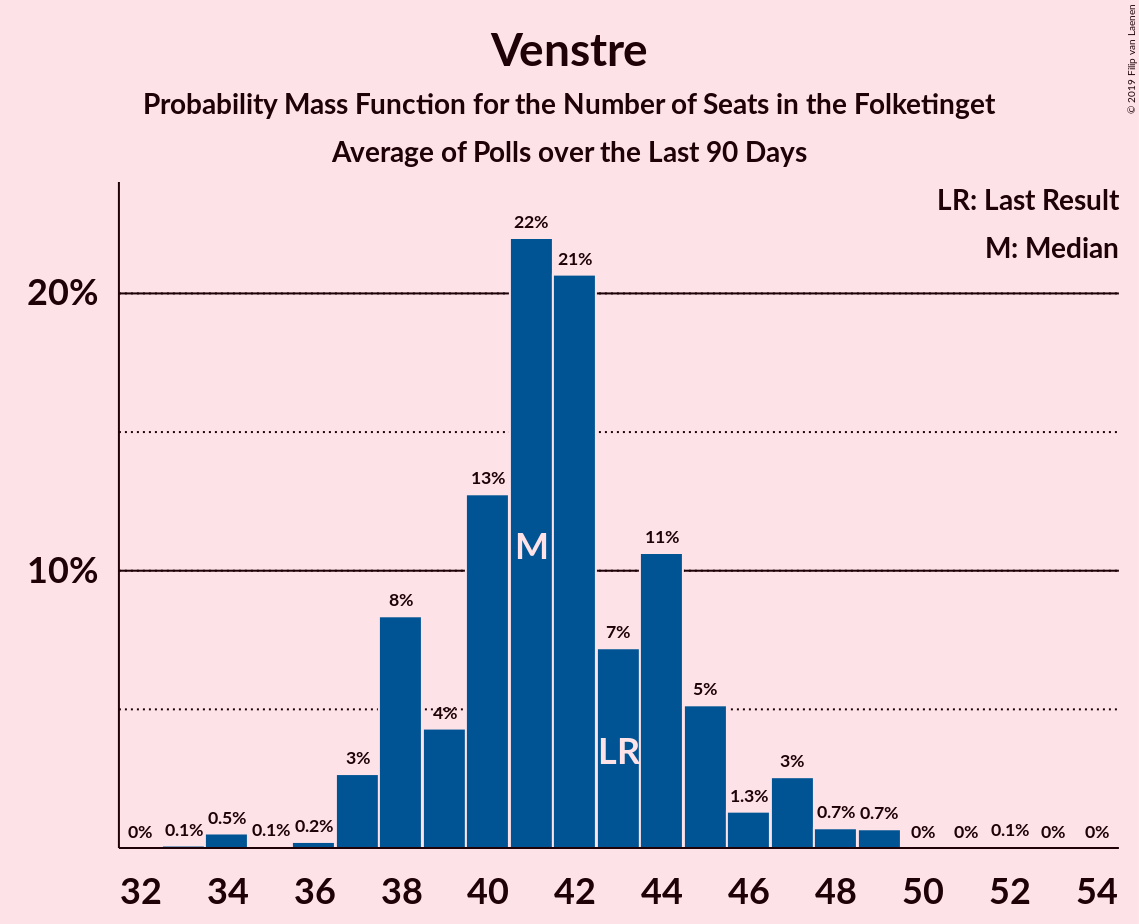 Venstre
Probability Mass Function for the Number of Seats in the Folketinget
Average of Polls over the Last 90 Days
© 2019 Filip van Laenen
LR: Last Result
M: Median
20%
10%
0%
0.1%
0.5%
0.1%
0.2%
3%
8%
4%
13%
22%
21%
7%
11%
5%
1.3%
3%
0.7%
0.7%
0%
0%
0.1%
0%
0%
M
LR
32 34 36 38 40 42 44 46 48 50 52 54